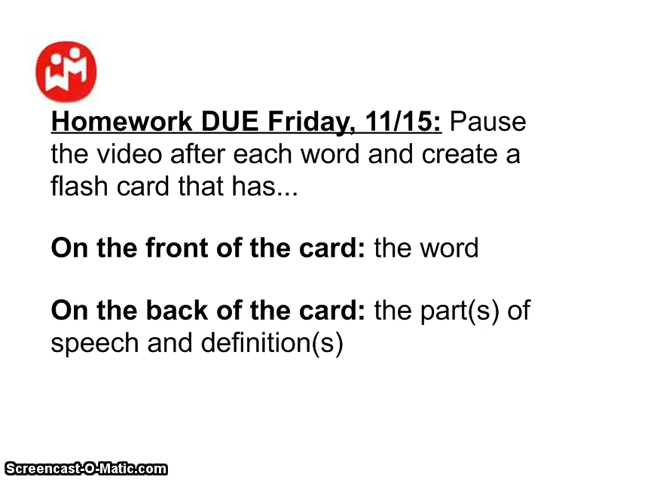 Homework DUE Friday, 11/15: Pause
the video after each word and create a
flash card that has...
On the front of the card: the word
On the back of the card: the part(s) of
speech and definition(s)
Screencast-O-Matic.com